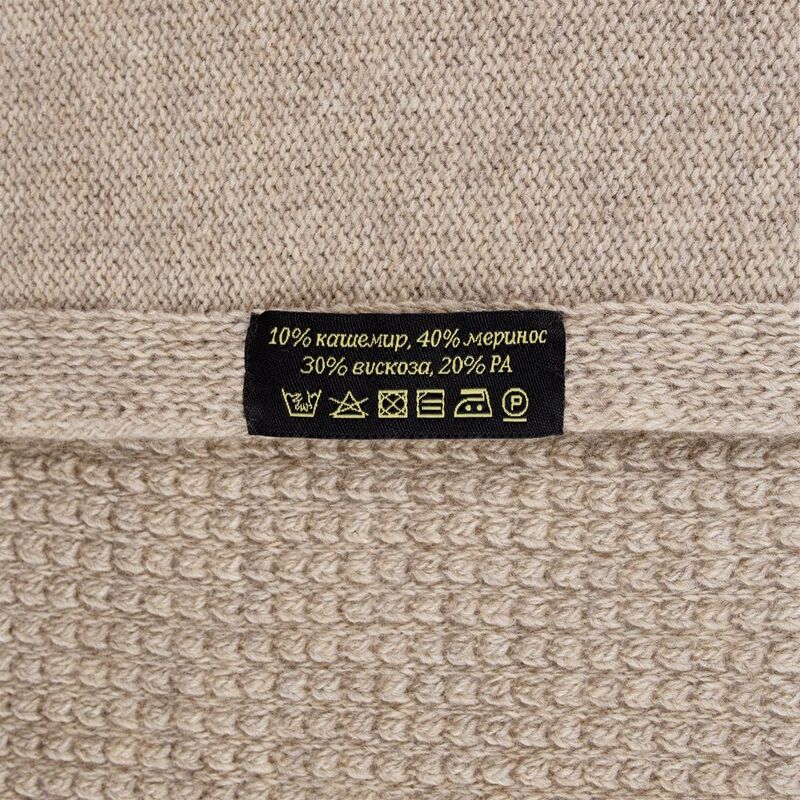 10% кашемир, 40% меринос
30% вискоза, 20% PA
P